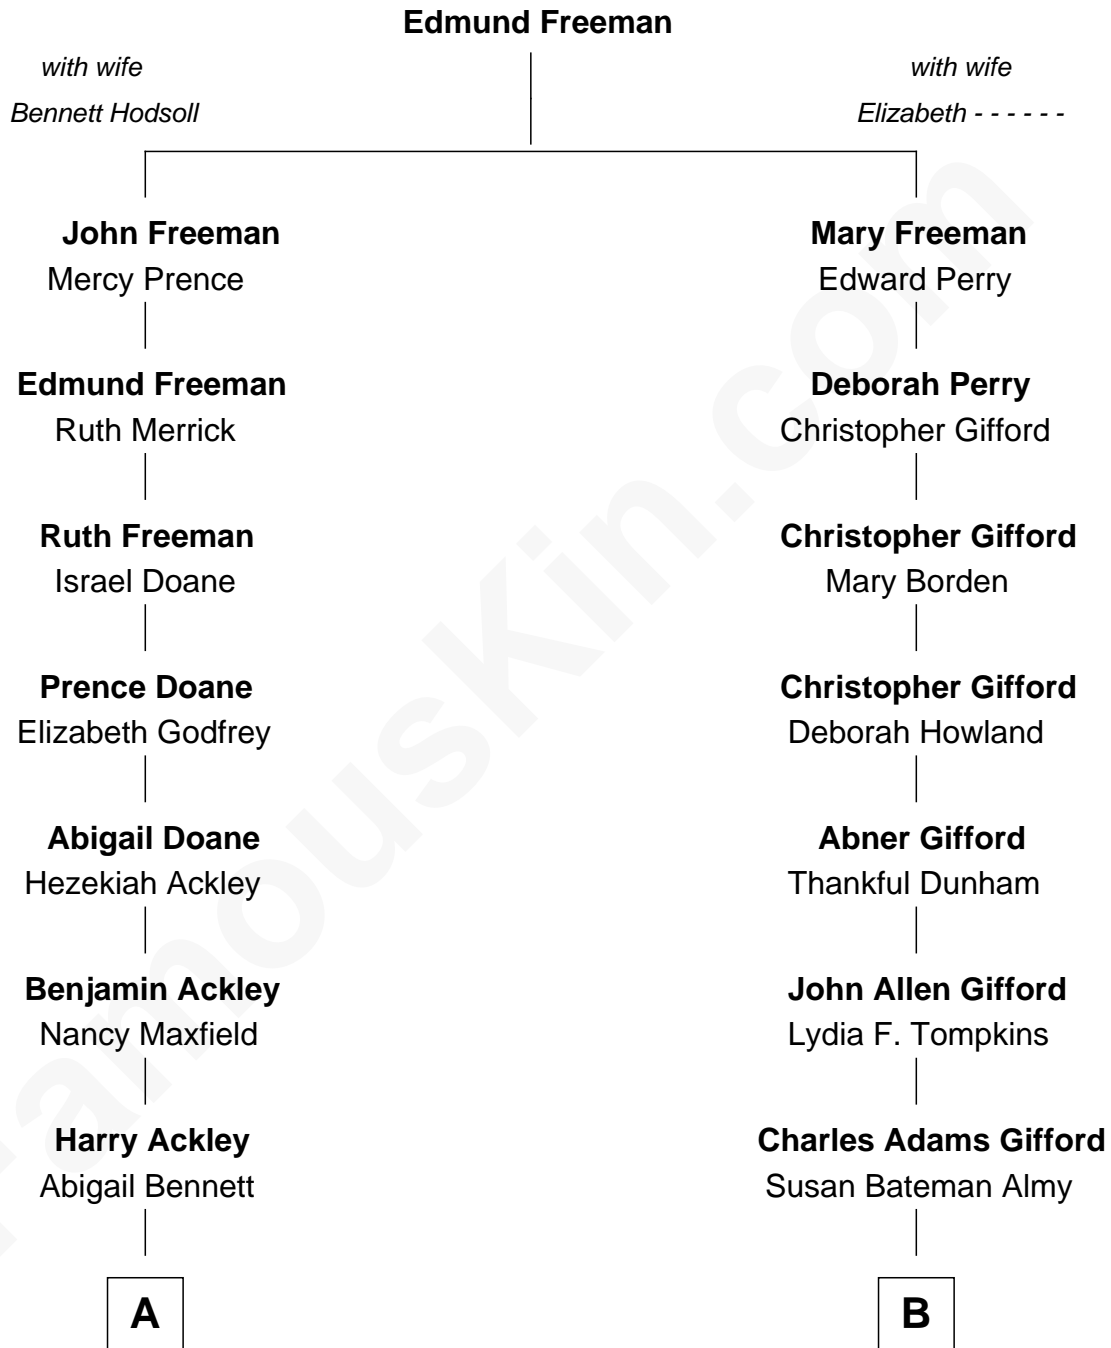 Edmund Freeman
with wife
Bennett Hodsoll
with wife
Elizabeth - - - - - -
John Freeman
Mercy Prence
Mary Freeman
Edward Perry
Edmund Freeman
Ruth Merrick
Deborah Perry
Christopher Gifford
Ruth Freeman
Israel Doane
Christopher Gifford
Mary Borden
Prence Doane
Elizabeth Godfrey
Christopher Gifford
Deborah Howland
Abigail Doane
Hezekiah Ackley
Abner Gifford
Thankful Dunham
Benjamin Ackley
Nancy Maxfield
John Allen Gifford
Lydia F. Tompkins
Harry Ackley
Abigail Bennett
Charles Adams Gifford
Susan Bateman Almy
A
B
FamousKin.com